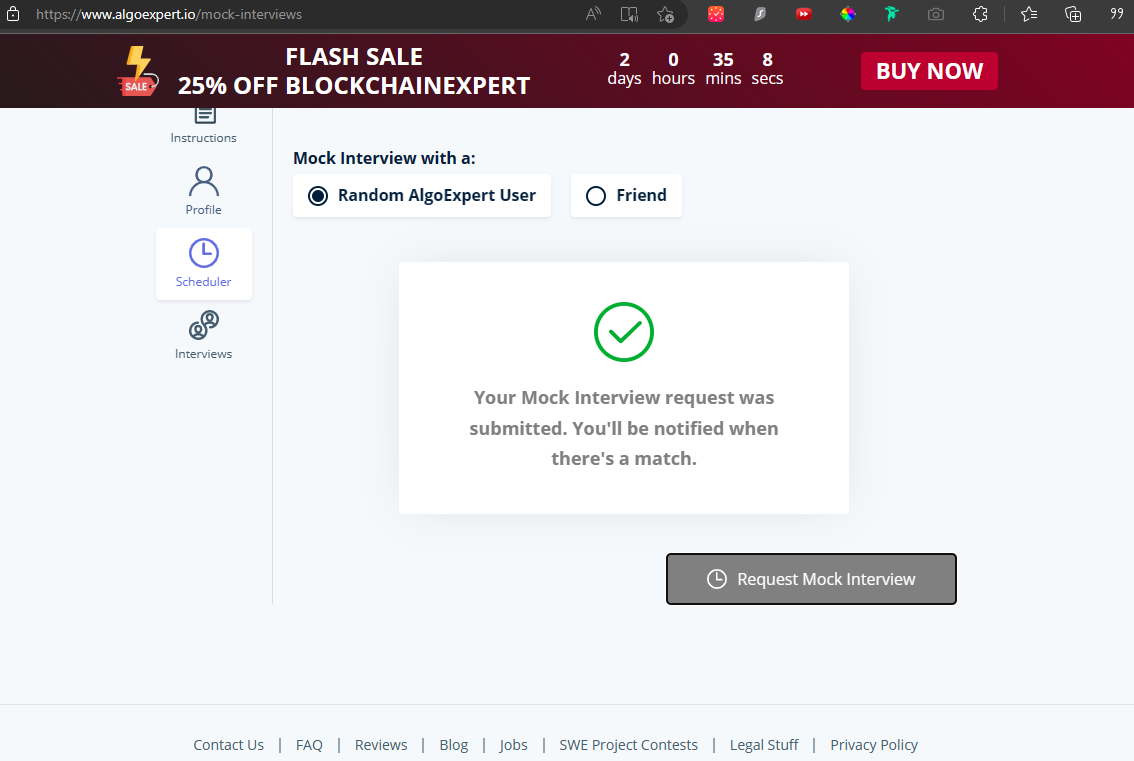 https://www.algoexpert.io/mock-interviews
FLASH SALE
25% OFF BLOCKCHAINEXPERT
SALE
2 0 35 8
days hours mins secs
BUY NOW
Instructions
Profile
Scheduler
Interviews
Mock Interview with a:
Random AlgoExpert User
Friend
Your Mock Interview request was
submitted. You'll be notified when
there's a match.
Request Mock Interview
Contact Us | FAQ | Reviews | Blog | Jobs | SWE Project Contests | Legal Stuff | Privacy Policy